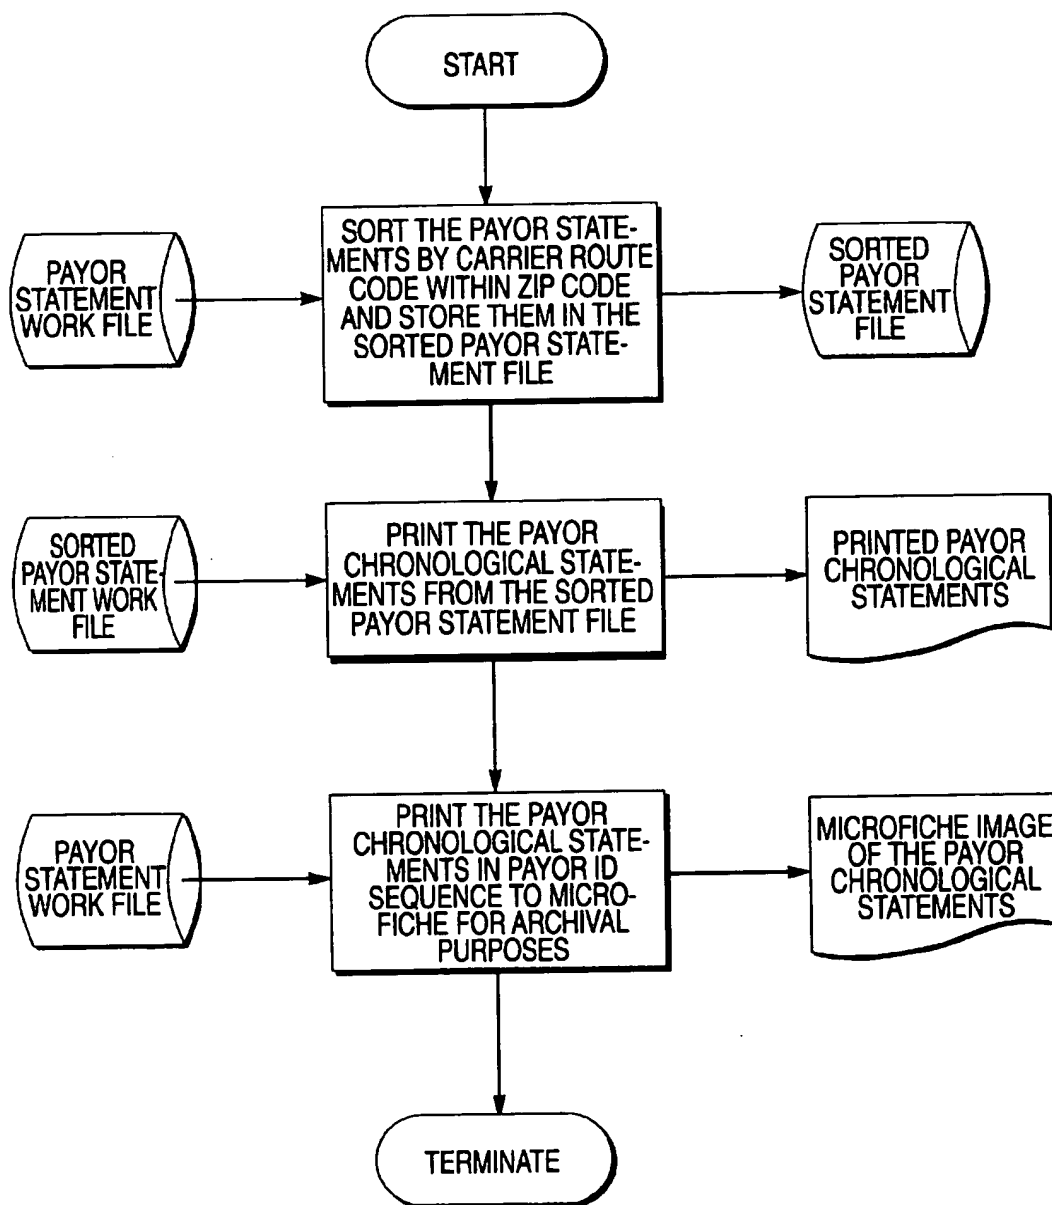 START
PAYOR
STATEMENT
WORK FILE
SORT THE PAYOR STATE-
MENTS BY CARRIER ROUTE
CODE WITHIN ZIP CODE
AND STORE THEM IN THE
SORTED PAYOR STATE-
MENT FILE
SORTED
PAYOR
STATEMENT
FILE
SORTED
PAYOR STATE-
MENT WORK
FILE
PRINT THE PAYOR
CHRONOLOGICAL STATE-
MENTS FROM THE SORTED
PAYOR STATEMENT FILE
PRINTED PAYOR
CHRONOLOGICAL
STATEMENTS
PAYOR
STATEMENT
WORK FILE
PRINT THE PAYOR
CHRONOLOGICAL STATE-
MENTS IN PAYOR ID
SEQUENCE TO MICRO-
FICHE FOR ARCHIVAL
PURPOSES
MICROFICHE IMAGE
OF THE PAYOR
CHRONOLOGICAL
STATEMENTS
TERMINATE